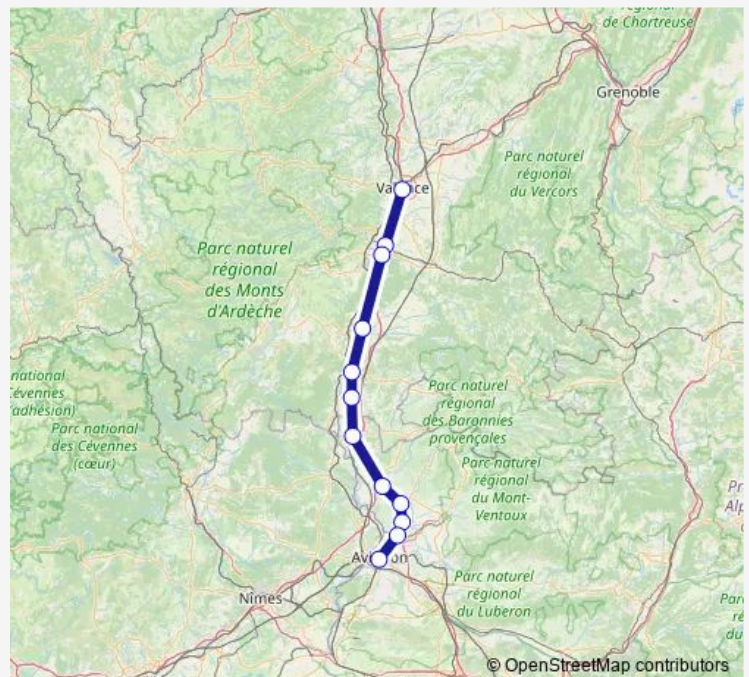 régional
de Chartreuse
Grenoble
Parc naturel
régional
du Vercors
Parc naturel
régional
des Monts
d'Ardèche
national
Cévennes
(adhésion)
Parc national
des Cévennes
(cœur)
Parc naturel
régional
des Baronnies
provençales
Parc naturel
régional
du Mont-
Ventoux
Nîmes
Parc naturel
régional
du Luberon
© OpenStreetMap contributors